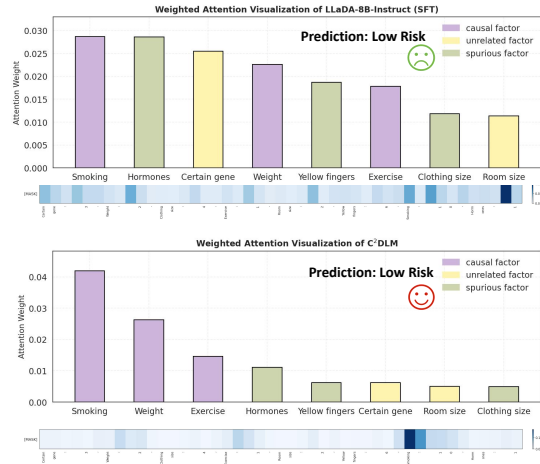 Weighted Attention Visualization of LLaDA-8B-Instruct (SFT)
Prediction: Low Risk
causal factor
unrelated factor
spurious factor
Attention Weight
0.030
0.025
0.020
0.015
0.010
0.005
0.000
Smoking Hormones Certain gene Weight Yellow fingers Exercise Clothing size Room size
[MASK]
Weighted Attention Visualization of C²DLM
Prediction: Low Risk
causal factor
unrelated factor
spurious factor
Attention Weight
0.04
0.03
0.02
0.01
0.00
Smoking Weight Exercise Hormones Yellow fingers Certain gene Room size Clothing size
[MASK]